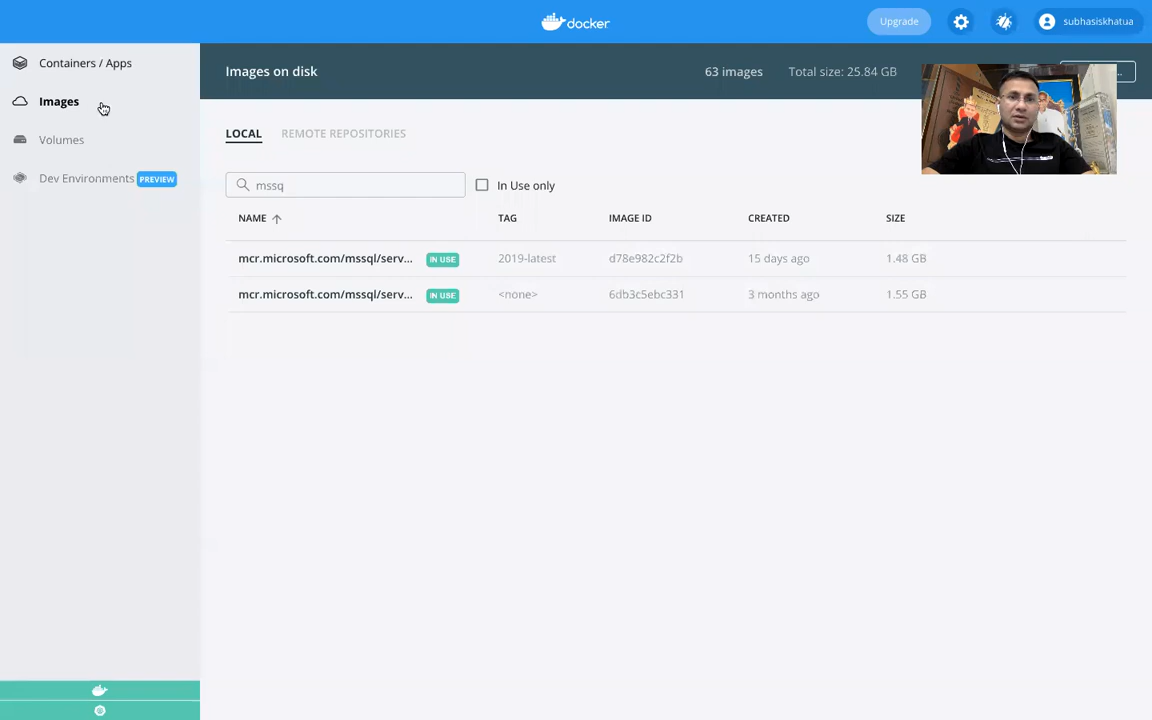 docker
Upgrade
subhasiskhatua
Containers / Apps
Images
Volumes
Dev Environments PREVIEW
Images on disk
63 images
Total size: 25.84 GB
LOCAL
REMOTE REPOSITORIES
mssq
In Use only
NAME TAG IMAGE ID CREATED SIZE
mcr.microsoft.com/mssql/serv... IN USE 2019-latest d78e982c2f2b 15 days ago 1.48 GB
mcr.microsoft.com/mssql/serv... IN USE <none> 6db3c5ebc331 3 months ago 1.55 GB